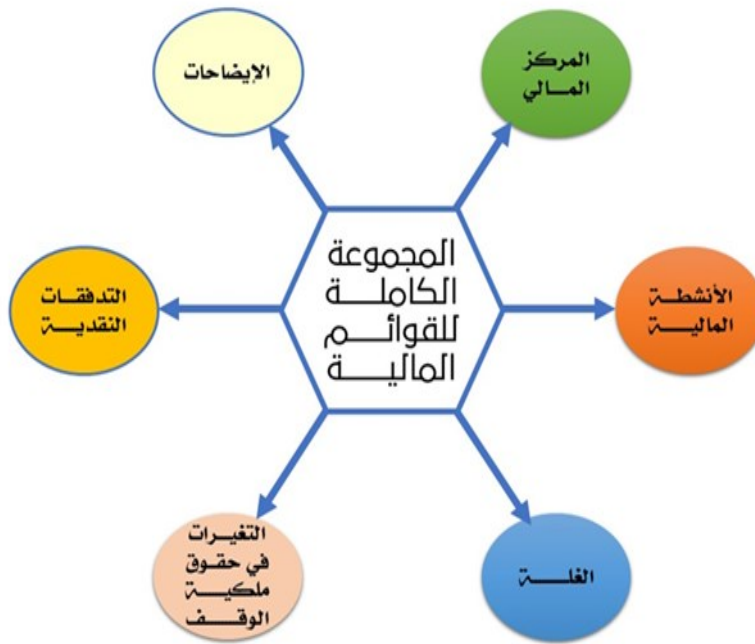 المجموعة
الكاملة
للقوائم
المالية
المركز
المالي
الأنشطة
المالية
الغلة
التغيرات
في حقوق
ملكية
الوقف
التدفقات
النقدية
الإيضاحات